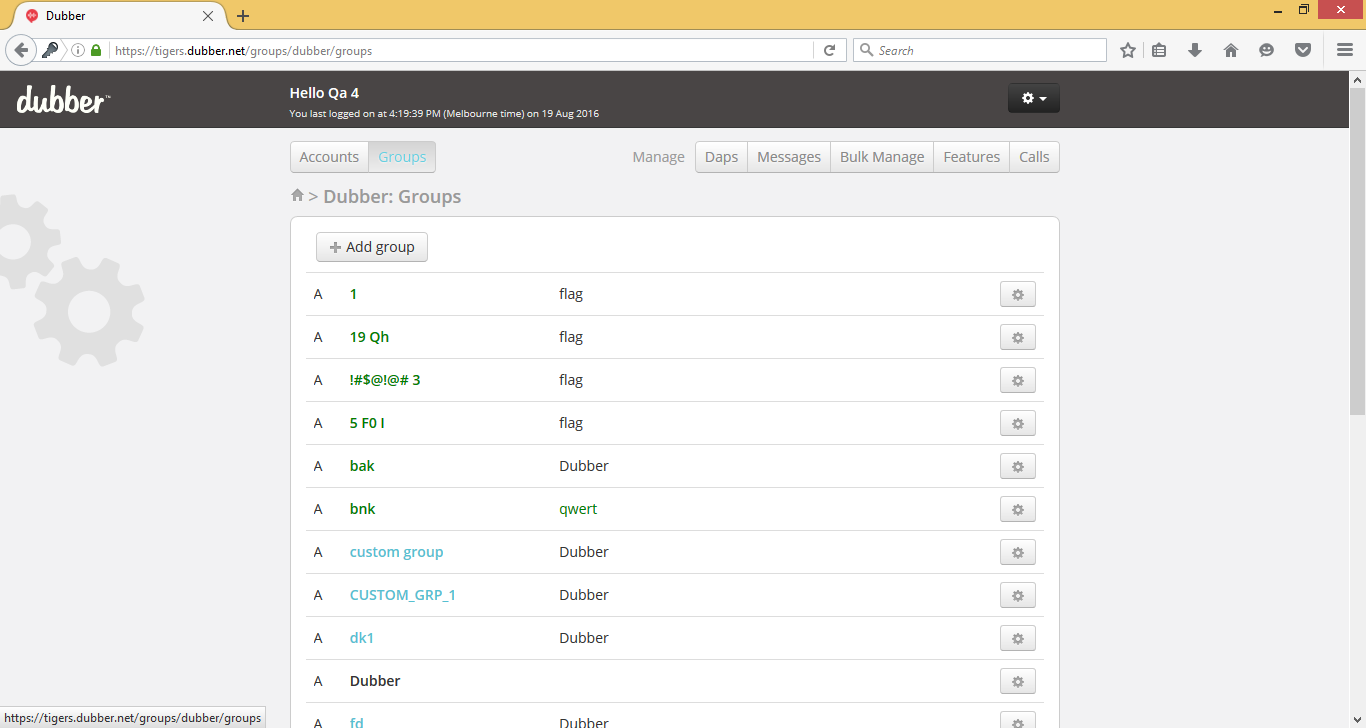 Dubber
https://tigers.dubber.net/groups/dubber/groups
Search
dubber™
Hello Qa 4
You last logged on at 4:19:39 PM (Melbourne time) on 19 Aug 2016
Accounts Groups Manage Daps Messages Bulk Manage Features Calls
> Dubber: Groups
+ Add group
A 1 flag
A 19 Qh flag
A !#$@!@# 3 flag
A 5 F0 I flag
A bak Dubber
A bnk qwert
A custom group Dubber
A CUSTOM_GRP_1 Dubber
A dk1 Dubber
A Dubber
A fd Dubber
https://tigers.dubber.net/groups/dubber/groups